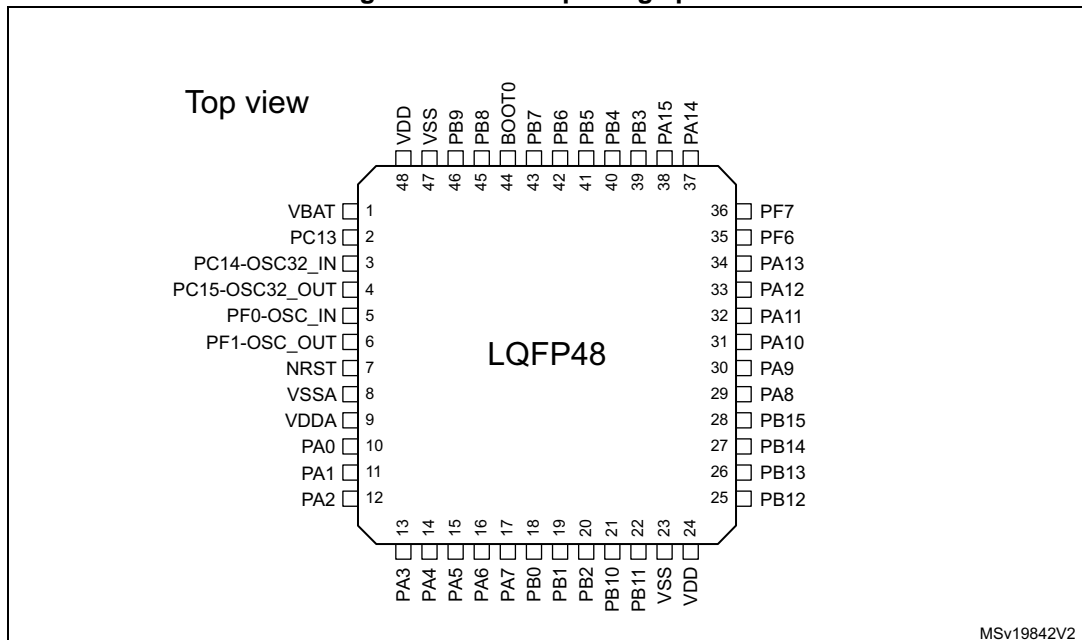 Top view
48 VDD
47 VSS
46 PB9
45 PB8
44 BOOT0
43 PB7
42 PB6
41 PB5
40 PB4
39 PB3
38 PA15
37 PA14
VBAT 1
PC13 2
PC14-OSC32_IN 3
PC15-OSC32_OUT 4
PF0-OSC_IN 5
PF1-OSC_OUT 6
NRST 7
VSSA 8
VDDA 9
PA0 10
PA1 11
PA2 12
LQFP48
36 PF7
35 PF6
34 PA13
33 PA12
32 PA11
31 PA10
30 PA9
29 PA8
28 PB15
27 PB14
26 PB13
25 PB12
PA3 13
PA4 14
PA5 15
PA6 16
PA7 17
PB0 18
PB1 19
PB2 20
PB10 21
PB11 22
VSS 23
VDD 24
MSv19842V2